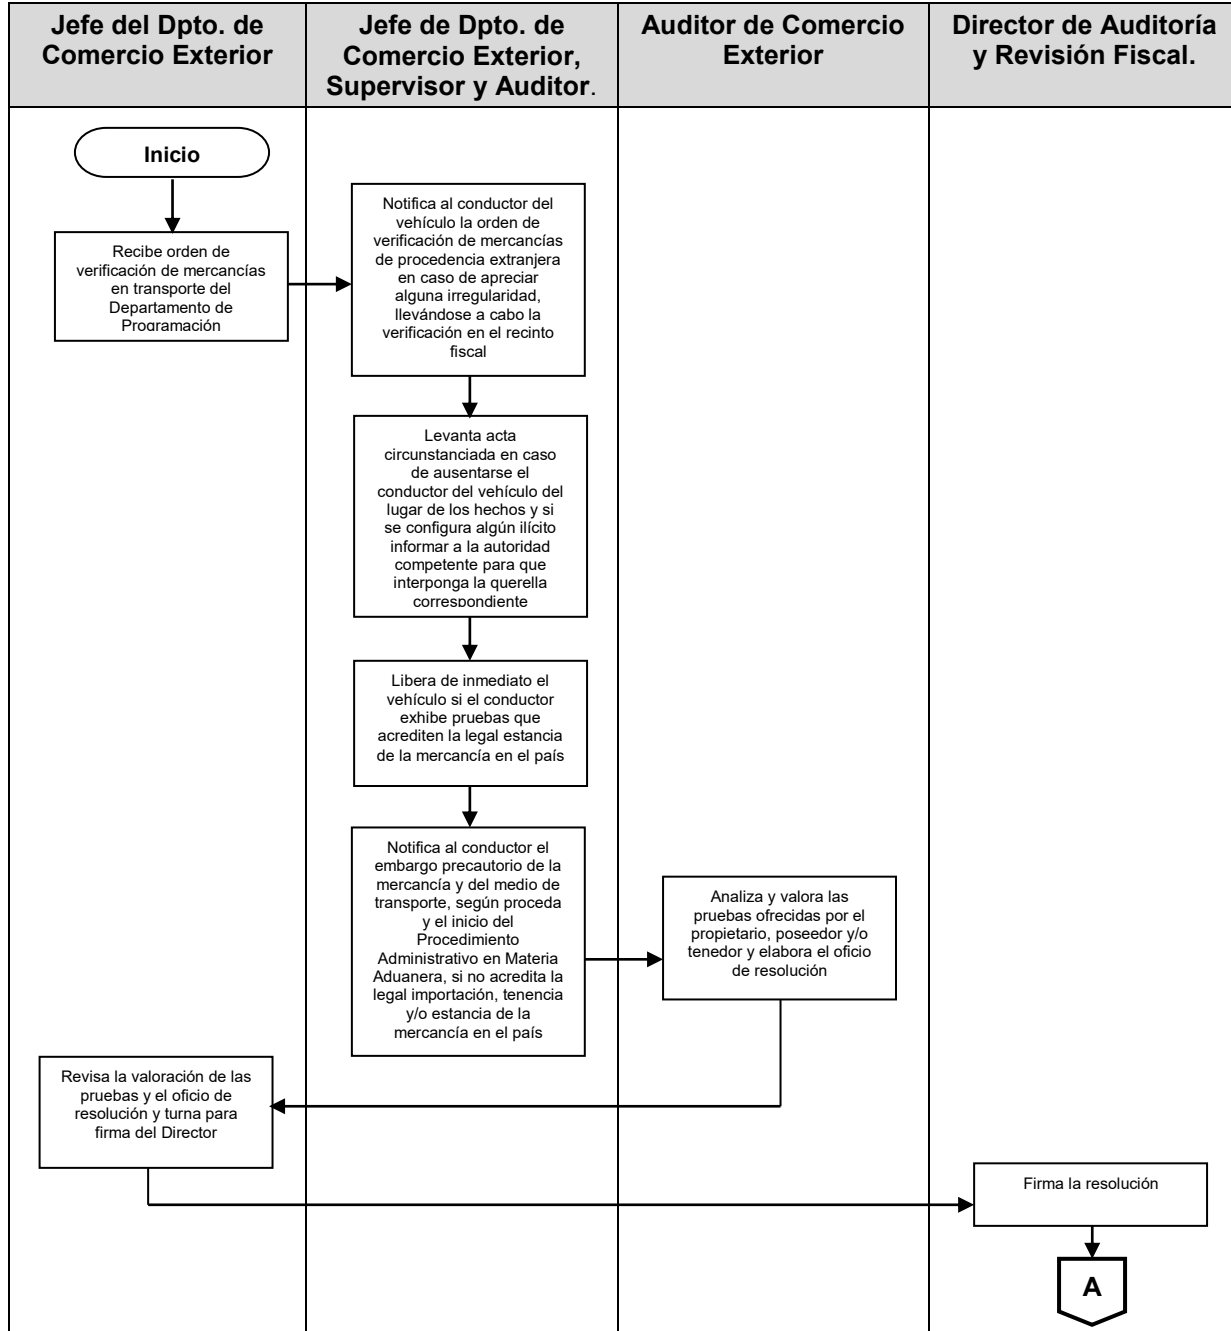 Jefe del Dpto. de
Comercio Exterior
Jefe de Dpto. de
Comercio Exterior,
Supervisor y Auditor.
Auditor de Comercio
Exterior
Director de Auditoría
y Revisión Fiscal.
Inicio
Recibe orden de
verificación de mercancías
en transporte del
Departamento de
Programación
Notifica al conductor del
vehículo la orden de
verificación de mercancías
de procedencia extranjera
en caso de apreciar
alguna irregularidad,
llevándose a cabo la
verificación en el recinto
fiscal
Levanta acta
circunstanciada en caso
de ausentarse el
conductor del vehículo del
lugar de los hechos y si
se configura algún ilícito
informar a la autoridad
competente para que
interponga la querella
correspondiente
Libera de inmediato el
vehículo si el conductor
exhibe pruebas que
acrediten la legal estancia
de la mercancía en el país
Notifica al conductor el
embargo precautorio de la
mercancía y del medio de
transporte, según proceda
y el inicio del
Procedimiento
Administrativo en Materia
Aduanera, si no acredita la
legal importación, tenencia
y/o estancia de la
mercancía en el país
Analiza y valora las
pruebas ofrecidas por el
propietario, poseedor y/o
tenedor y elabora el oficio
de resolución
Revisa la valoración de las
pruebas y el oficio de
resolución y turna para
firma del Director
Firma la resolución
A